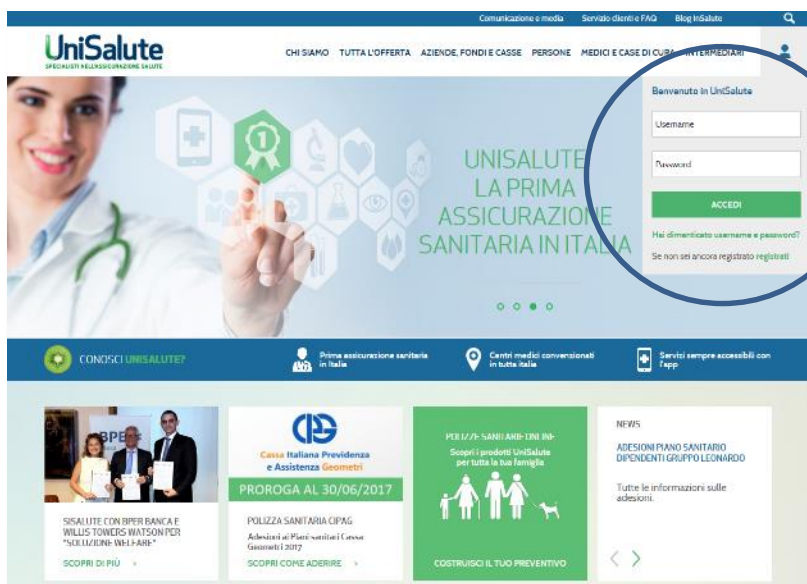 Comunicazione e media Servizio clienti e FAQ Blog InSalute
UniSalute
SPECIALISTI NELL'ASSICURAZIONE SALUTE
CHI SIAMO TUTTA L'OFFERTA AZIENDE, FONDI E CASSE PERSONE MEDICI E CASE DI CURA INTERMEDIARI
Benvenuto in UniSalute
Username
Password
ACCEDI
Hai dimenticato username e password?
Se non sei ancora registrato registrati
UNISALUTE
LA PRIMA
ASSICURAZIONE
SANITARIA IN ITALIA
CONOSCI UNISALUTE?
Prima assicurazione sanitaria
in Italia
Centri medici convenzionati
in tutta italia
Servizi sempre accessibili con
l'app
BPER
SISALUTE CON BPER BANCA E
WILLIS TOWERS WATSON PER
"SOLUZIONE WELFARE"
SCOPRI DI PIÙ >
Cassa Italiana Previdenza
e Assistenza Geometri
PROROGA AL 30/06/2017
POLIZZA SANITARIA CIPAG
Adesioni ai Piani sanitari Cassa
Geometri 2017
SCOPRI COME ADERIRE >
POLIZZE SANITARIE ONLINE
Scopri i prodotti UniSalute
per tutta la tua famiglia
COSTRUISCI IL TUO PREVENTIVO
NEWS
ADESIONI PIANO SANITARIO
DIPENDENTI GRUPPO LEONARDO
Tutte le informazioni sulle
adesioni.